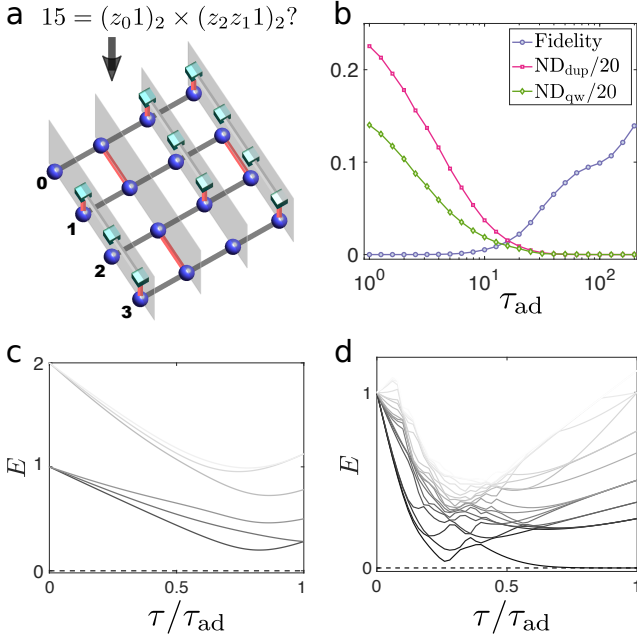 a
15 = (z₀1)₂ × (z₂z₁1)₂?
0
1
2
3
b
0.2
0.1
0
10⁰
10¹
10²
τ_ad
Fidelity
ND_dup/20
ND_qw/20
c
2
1
0
E
0
0.5
1
τ/τ_ad
d
1
0
E
0
0.5
1
τ/τ_ad